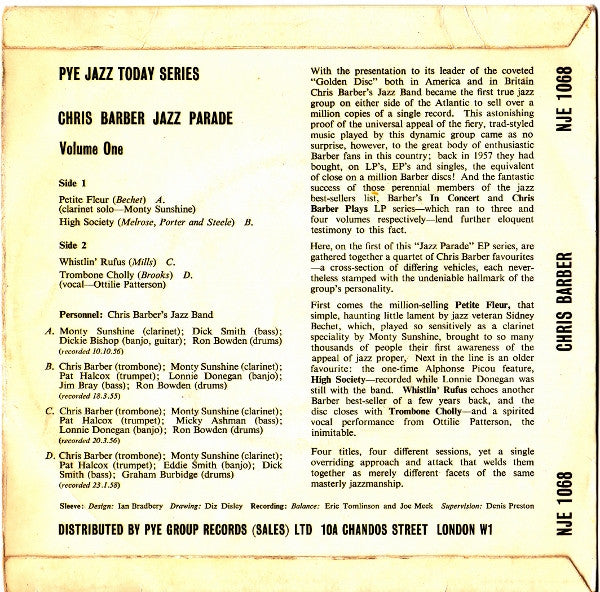 PYE JAZZ TODAY SERIES
CHRIS BARBER JAZZ PARADE
Volume One
Side 1
Petite Fleur (Bechet) A.
(clarinet solo—Monty Sunshine)
High Society (Melrose, Porter and Steele) B.
Side 2
Whistlin' Rufus (Mills) C.
Trombone Cholly (Brooks) D.
(vocal—Ottilie Patterson)
Personnel: Chris Barber's Jazz Band
A. Monty Sunshine (clarinet); Dick Smith (bass);
Dickie Bishop (banjo, guitar); Ron Bowden (drums)
(recorded 10.10.56)
B. Chris Barber (trombone); Monty Sunshine (clarinet);
Pat Halcox (trumpet); Lonnie Donegan (banjo);
Jim Bray (bass); Ron Bowden (drums)
(recorded 18.3.55)
C. Chris Barber (trombone); Monty Sunshine (clarinet);
Pat Halcox (trumpet); Micky Ashman (bass);
Lonnie Donegan (banjo); Ron Bowden (drums)
(recorded 20.3.56)
D. Chris Barber (trombone); Monty Sunshine (clarinet);
Pat Halcox (trumpet); Eddie Smith (banjo); Dick
Smith (bass); Graham Burbidge (drums)
(recorded 23.1.58)
With the presentation to its leader of the coveted
"Golden Disc" both in America and in Britain
Chris Barber's Jazz Band became the first true jazz
group on either side of the Atlantic to sell over a
million copies of a single record. This astonishing
proof of the universal appeal of the fiery, trad-styled
music played by this dynamic group came as no
surprise, however, to the great body of enthusiastic
Barber fans in this country; back in 1957 they had
bought, on LP's, EP's and singles, the equivalent
of close on a million Barber discs! And the fantastic
success of those perennial members of the jazz
best-sellers list, Barber's In Concert and Chris
Barber Plays LP series—which ran to three and
four volumes respectively—lend further eloquent
testimony to this fact.
Here, on the first of this "Jazz Parade" EP series, are
gathered together a quartet of Chris Barber favourites
—a cross-section of differing vehicles, each never-
theless stamped with the undeniable hallmark of the
group's personality.
First comes the million-selling Petite Fleur, that
simple, haunting little lament by jazz veteran Sidney
Bechet, which, played so sensitively as a clarinet
speciality by Monty Sunshine, brought to so many
thousands of people their first awareness of the
appeal of jazz proper. Next in the line is an older
favourite: the one-time Alphonse Picou feature,
High Society—recorded while Lonnie Donegan was
still with the band. Whistlin' Rufus echoes another
Barber best-seller of a few years back, and the
disc closes with Trombone Cholly—and a spirited
vocal performance from Ottilie Patterson, the
inimitable.
Four titles, four different sessions, yet a single
overriding approach and attack that welds them
together as merely different facets of the same
masterly jazzmanship.
Sleeve: Design: Ian Bradbery Drawing: Diz Disley Recording: Balance: Eric Tomlinson and Joe Meek Supervision: Denis Preston
DISTRIBUTED BY PYE GROUP RECORDS (SALES) LTD 10A CHANDOS STREET LONDON W1
NJE 1068
CHRIS BARBER
NJE 1068